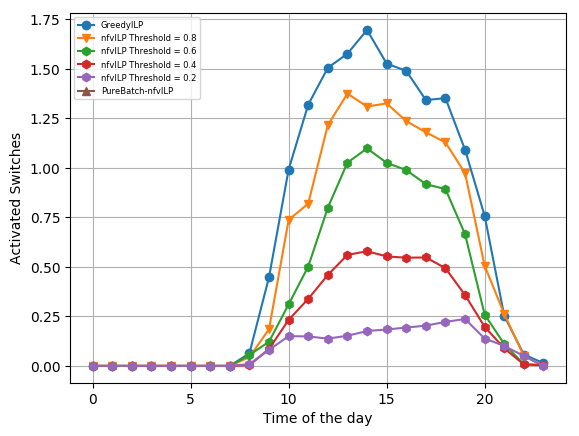 1.75
1.50
1.25
1.00
0.75
0.50
0.25
0.00
Activated Switches
GreedyILP
nfvILP Threshold = 0.8
nfvILP Threshold = 0.6
nfvILP Threshold = 0.4
nfvILP Threshold = 0.2
PureBatch-nfvILP
0 5 10 15 20
Time of the day